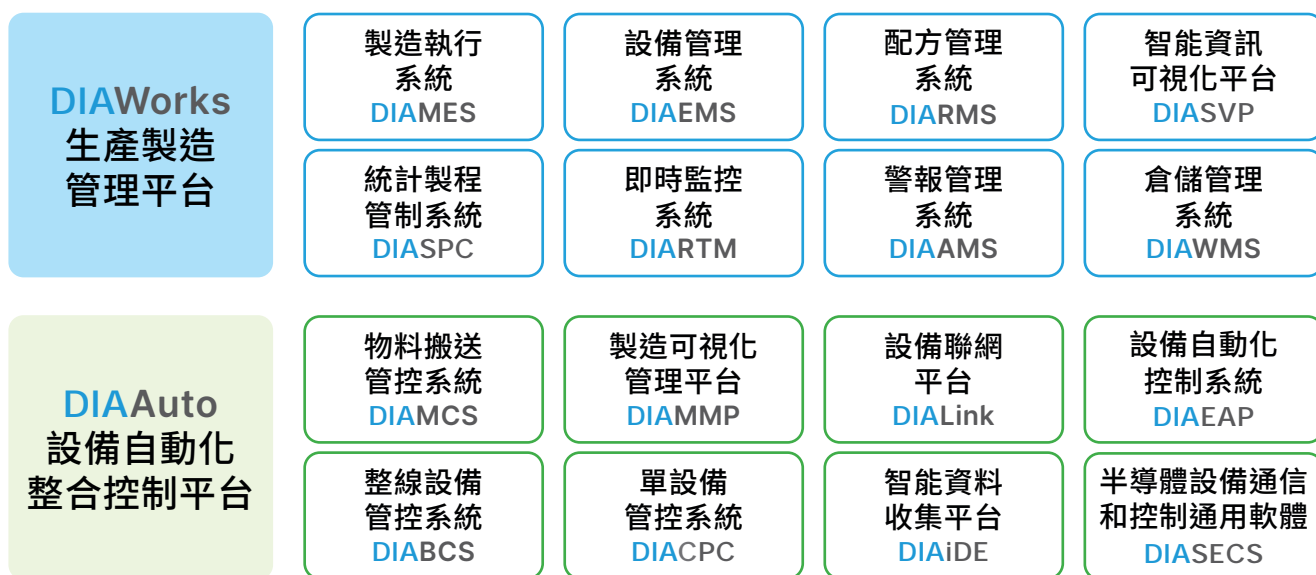 DIAWorks
生產製造
管理平台
製造執行
系統
DIAMES
設備管理
系統
DIAEMS
配方管理
系統
DIARMS
智能資訊
可視化平台
DIASVP
統計製程
管制系統
DIASPC
即時監控
系統
DIARTM
警報管理
系統
DIAAMS
倉儲管理
系統
DIAWMS
DIAAuto
設備自動化
整合控制平台
物料搬送
管控系統
DIAMCS
製造可視化
管理平台
DIAMMP
設備聯網
平台
DIALink
設備自動化
控制系統
DIAEAP
整線設備
管控系統
DIABCS
單設備
管控系統
DIACPC
智能資料
收集平台
DIAiDE
半導體設備通信
和控制通用軟體
DIASECS